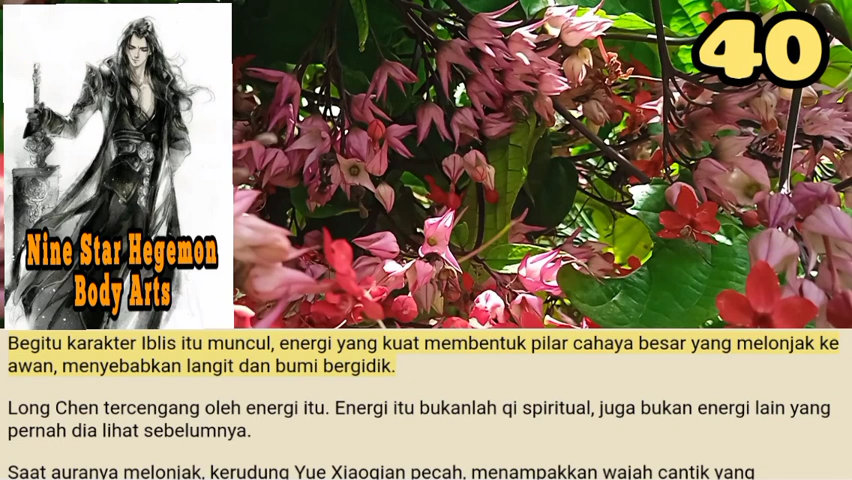 40
Nine Star Hegemon
Body Arts
Begitu karakter Iblis itu muncul, energi yang kuat membentuk pilar cahaya besar yang melonjak ke
awan, menyebabkan langit dan bumi bergidik.
Long Chen tercengang oleh energi itu. Energi itu bukanlah qi spiritual, juga bukan energi lain yang
pernah dia lihat sebelumnya.
Saat auranya melonjak, kerudung Yue Xiaoqian pecah, menampakkan wajah cantik yang